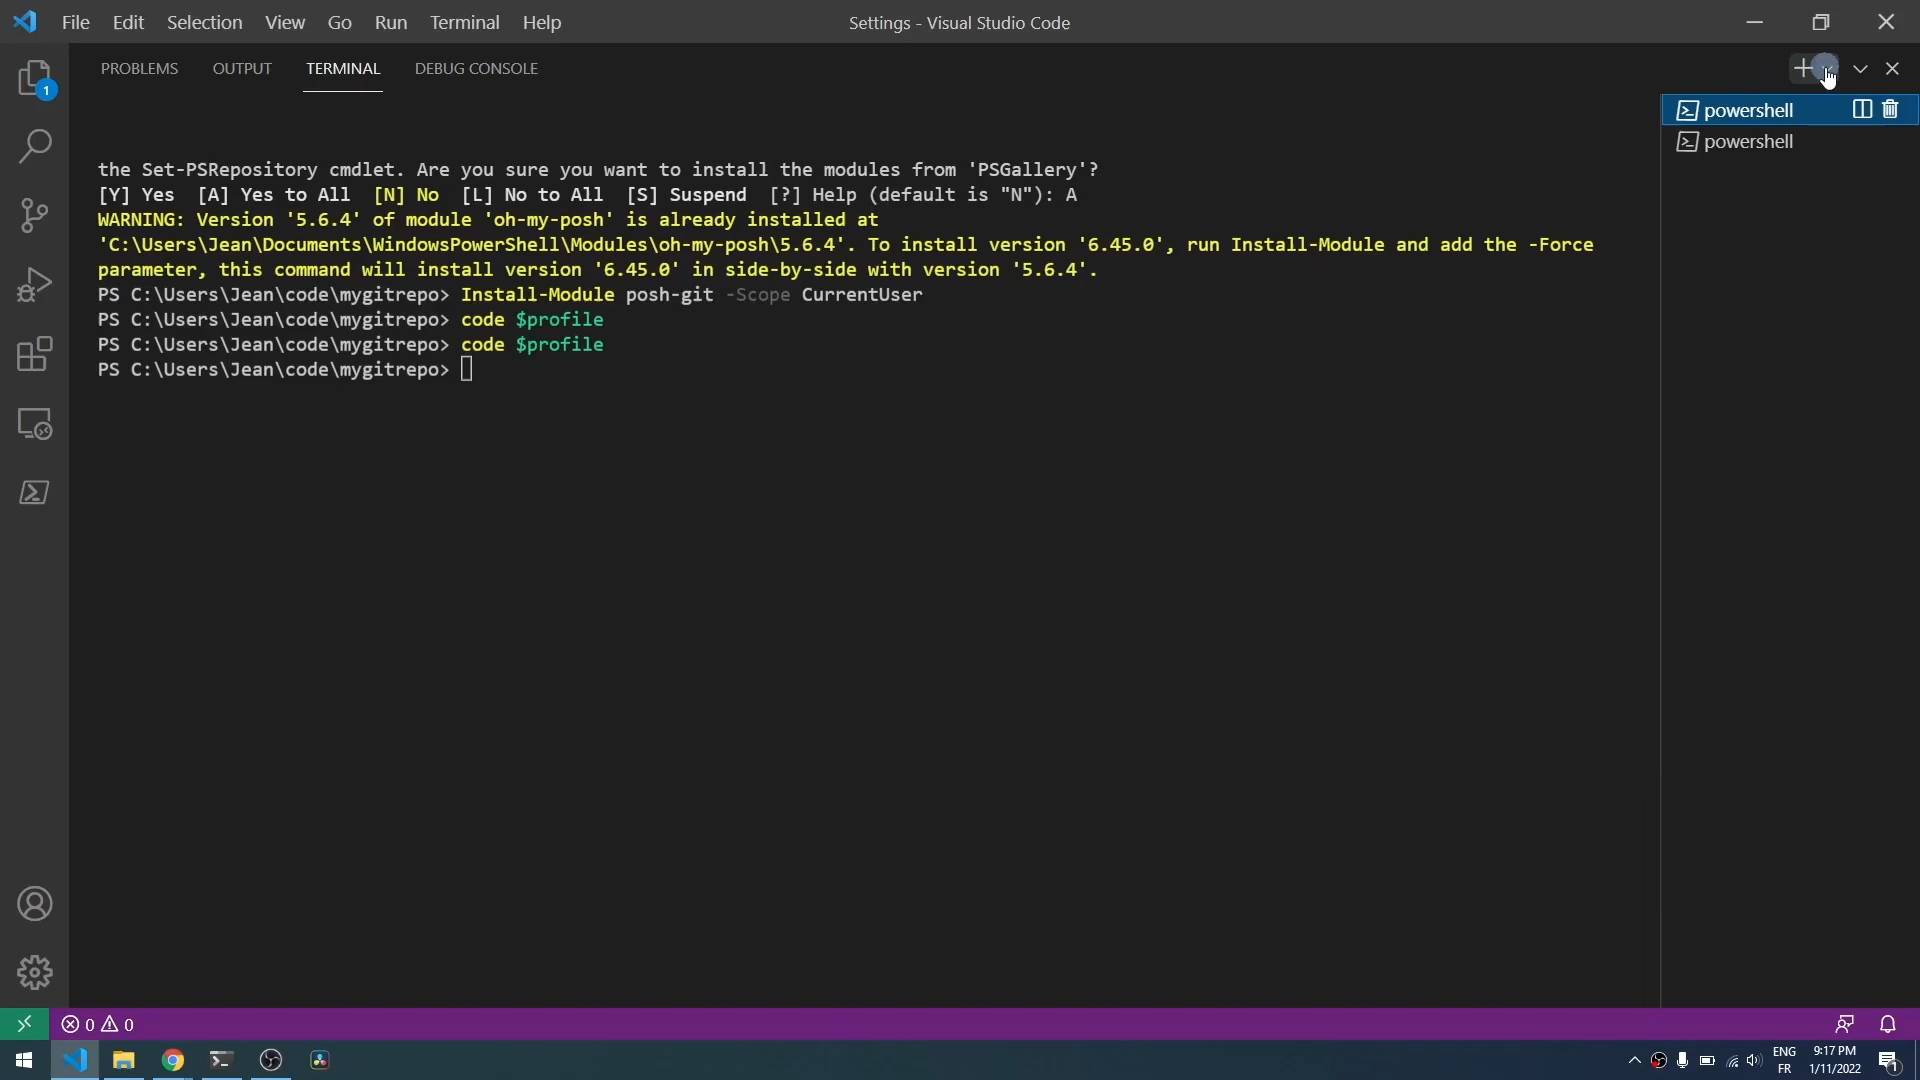 File Edit Selection View Go Run Terminal Help
Settings - Visual Studio Code
PROBLEMS OUTPUT TERMINAL DEBUG CONSOLE
1
powershell
powershell
the Set-PSRepository cmdlet. Are you sure you want to install the modules from 'PSGallery'?
[Y] Yes [A] Yes to All [N] No [L] No to All [S] Suspend [?] Help (default is "N"): A
WARNING: Version '5.6.4' of module 'oh-my-posh' is already installed at
'C:\Users\Jean\Documents\WindowsPowerShell\Modules\oh-my-posh\5.6.4'. To install version '6.45.0', run Install-Module and add the -Force
parameter, this command will install version '6.45.0' in side-by-side with version '5.6.4'.
PS C:\Users\Jean\code\mygitrepo> Install-Module posh-git -Scope CurrentUser
PS C:\Users\Jean\code\mygitrepo> code $profile
PS C:\Users\Jean\code\mygitrepo> code $profile
PS C:\Users\Jean\code\mygitrepo>
0 0
ENG
FR
9:17 PM
1/11/2022
1